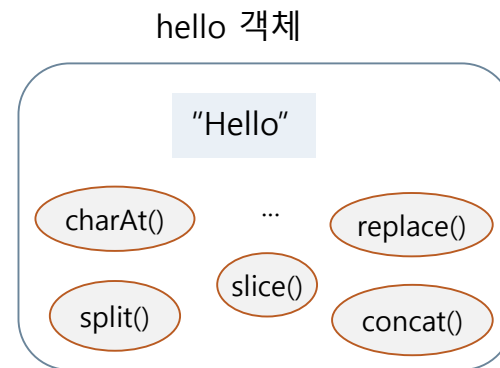 hello 객체
"Hello"
charAt()
...
replace()
slice()
split()
concat()